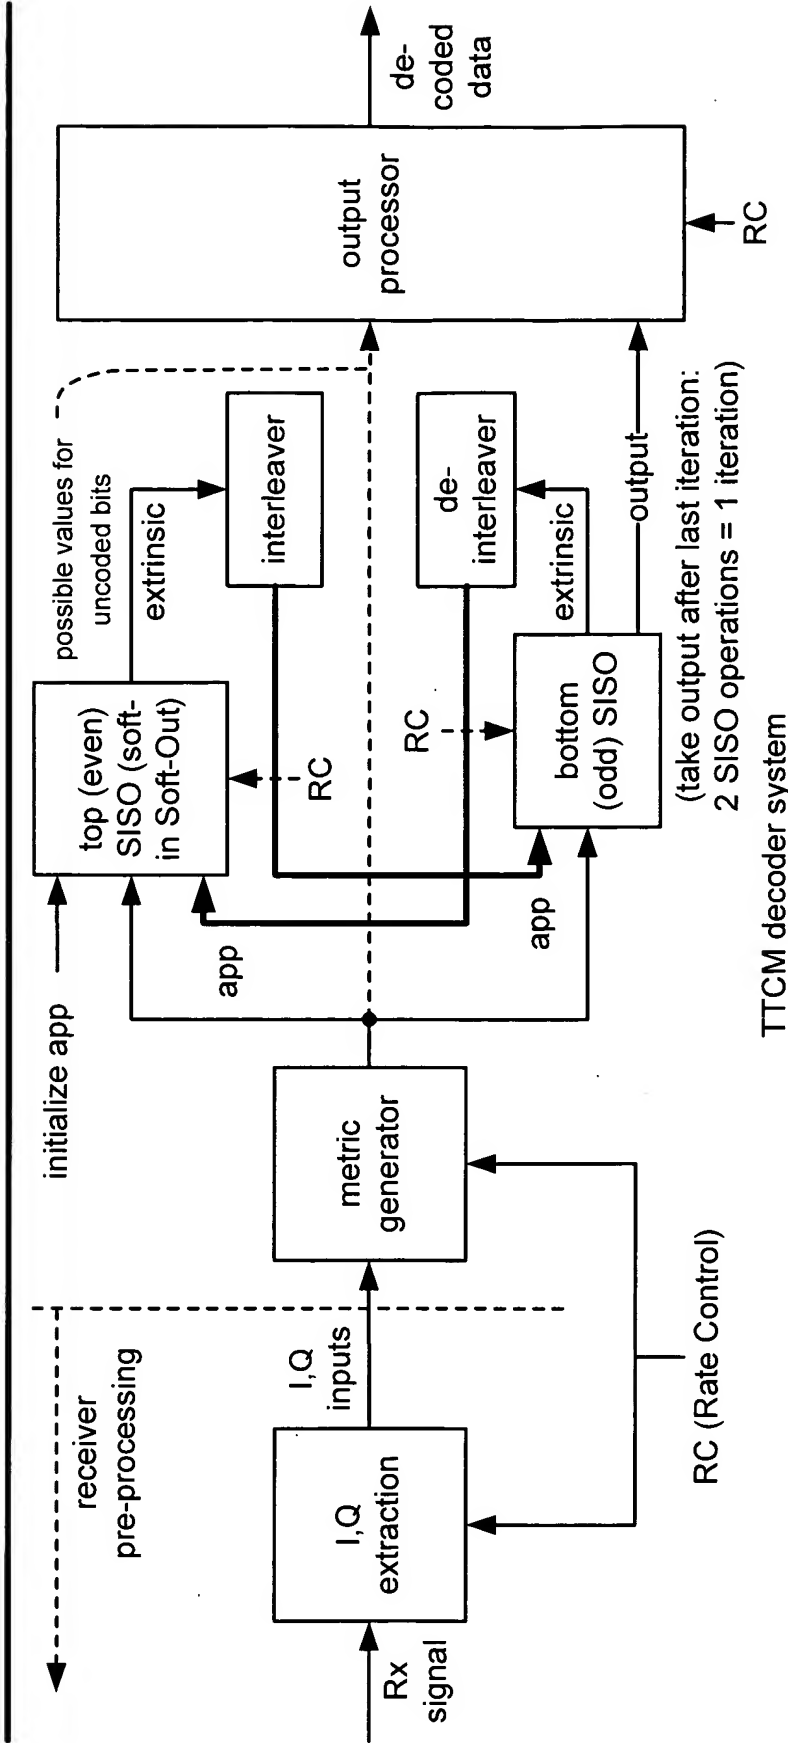 receiver
pre-processing
Rx
signal
I,Q
extraction
I,Q
inputs
RC (Rate Control)
metric
generator
initialize app
app
app
top (even)
SISO (soft-
in Soft-Out)
RC
RC
bottom
(odd) SISO
possible values for
uncoded bits
extrinsic
interleaver
de-
interleaver
extrinsic
output
(take output after last iteration:
2 SISO operations = 1 iteration)
output
processor
RC
de-
coded
data
TTCM decoder system